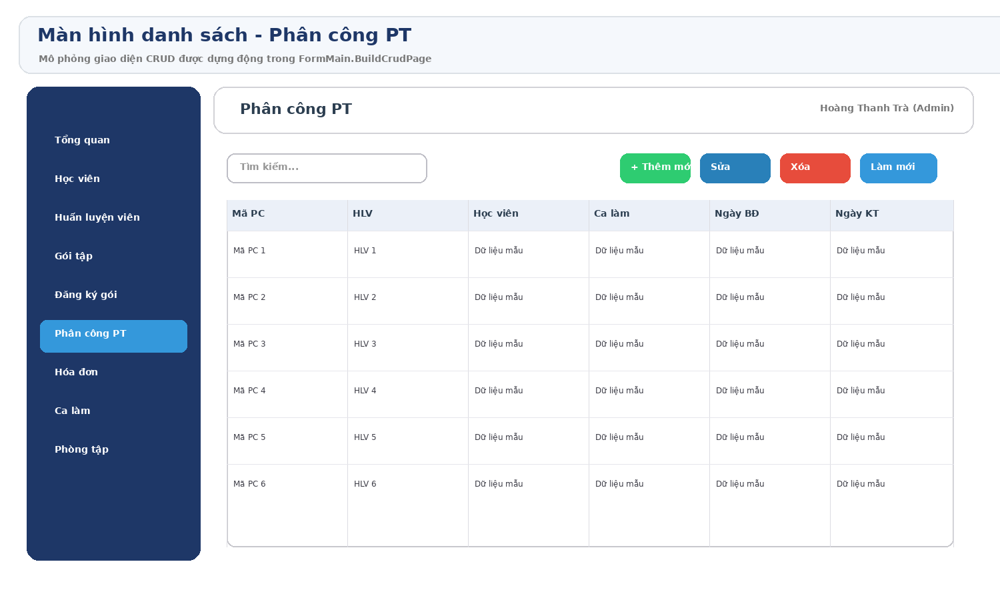 Màn hình danh sách - Phân công PT
Mô phỏng giao diện CRUD được dựng động trong FormMain.BuildCrudPage
Tổng quan
Học viên
Huấn luyện viên
Gói tập
Đăng ký gói
Phân công PT
Hóa đơn
Ca làm
Phòng tập
Phân công PT
Hoàng Thanh Trà (Admin)
Tìm kiếm...
+ Thêm mớ
Sửa
Xóa
Làm mới
Mã PC HLV Học viên Ca làm Ngày BĐ Ngày KT
Mã PC 1 HLV 1 Dữ liệu mẫu Dữ liệu mẫu Dữ liệu mẫu Dữ liệu mẫu
Mã PC 2 HLV 2 Dữ liệu mẫu Dữ liệu mẫu Dữ liệu mẫu Dữ liệu mẫu
Mã PC 3 HLV 3 Dữ liệu mẫu Dữ liệu mẫu Dữ liệu mẫu Dữ liệu mẫu
Mã PC 4 HLV 4 Dữ liệu mẫu Dữ liệu mẫu Dữ liệu mẫu Dữ liệu mẫu
Mã PC 5 HLV 5 Dữ liệu mẫu Dữ liệu mẫu Dữ liệu mẫu Dữ liệu mẫu
Mã PC 6 HLV 6 Dữ liệu mẫu Dữ liệu mẫu Dữ liệu mẫu Dữ liệu mẫu